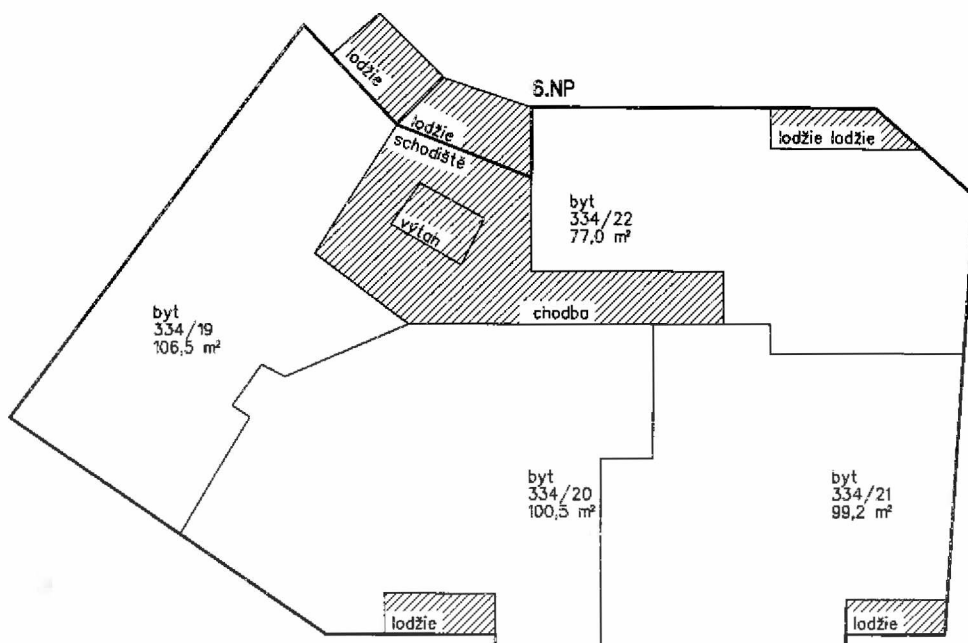 6.NP
lodžie
lodžie
lodžie lodžie
schodiště
výtah
byt
334/22
77,0 m²
chodba
byt
334/19
106,5 m²
byt
334/20
100,5 m²
byt
334/21
99,2 m²
lodžie
lodžie